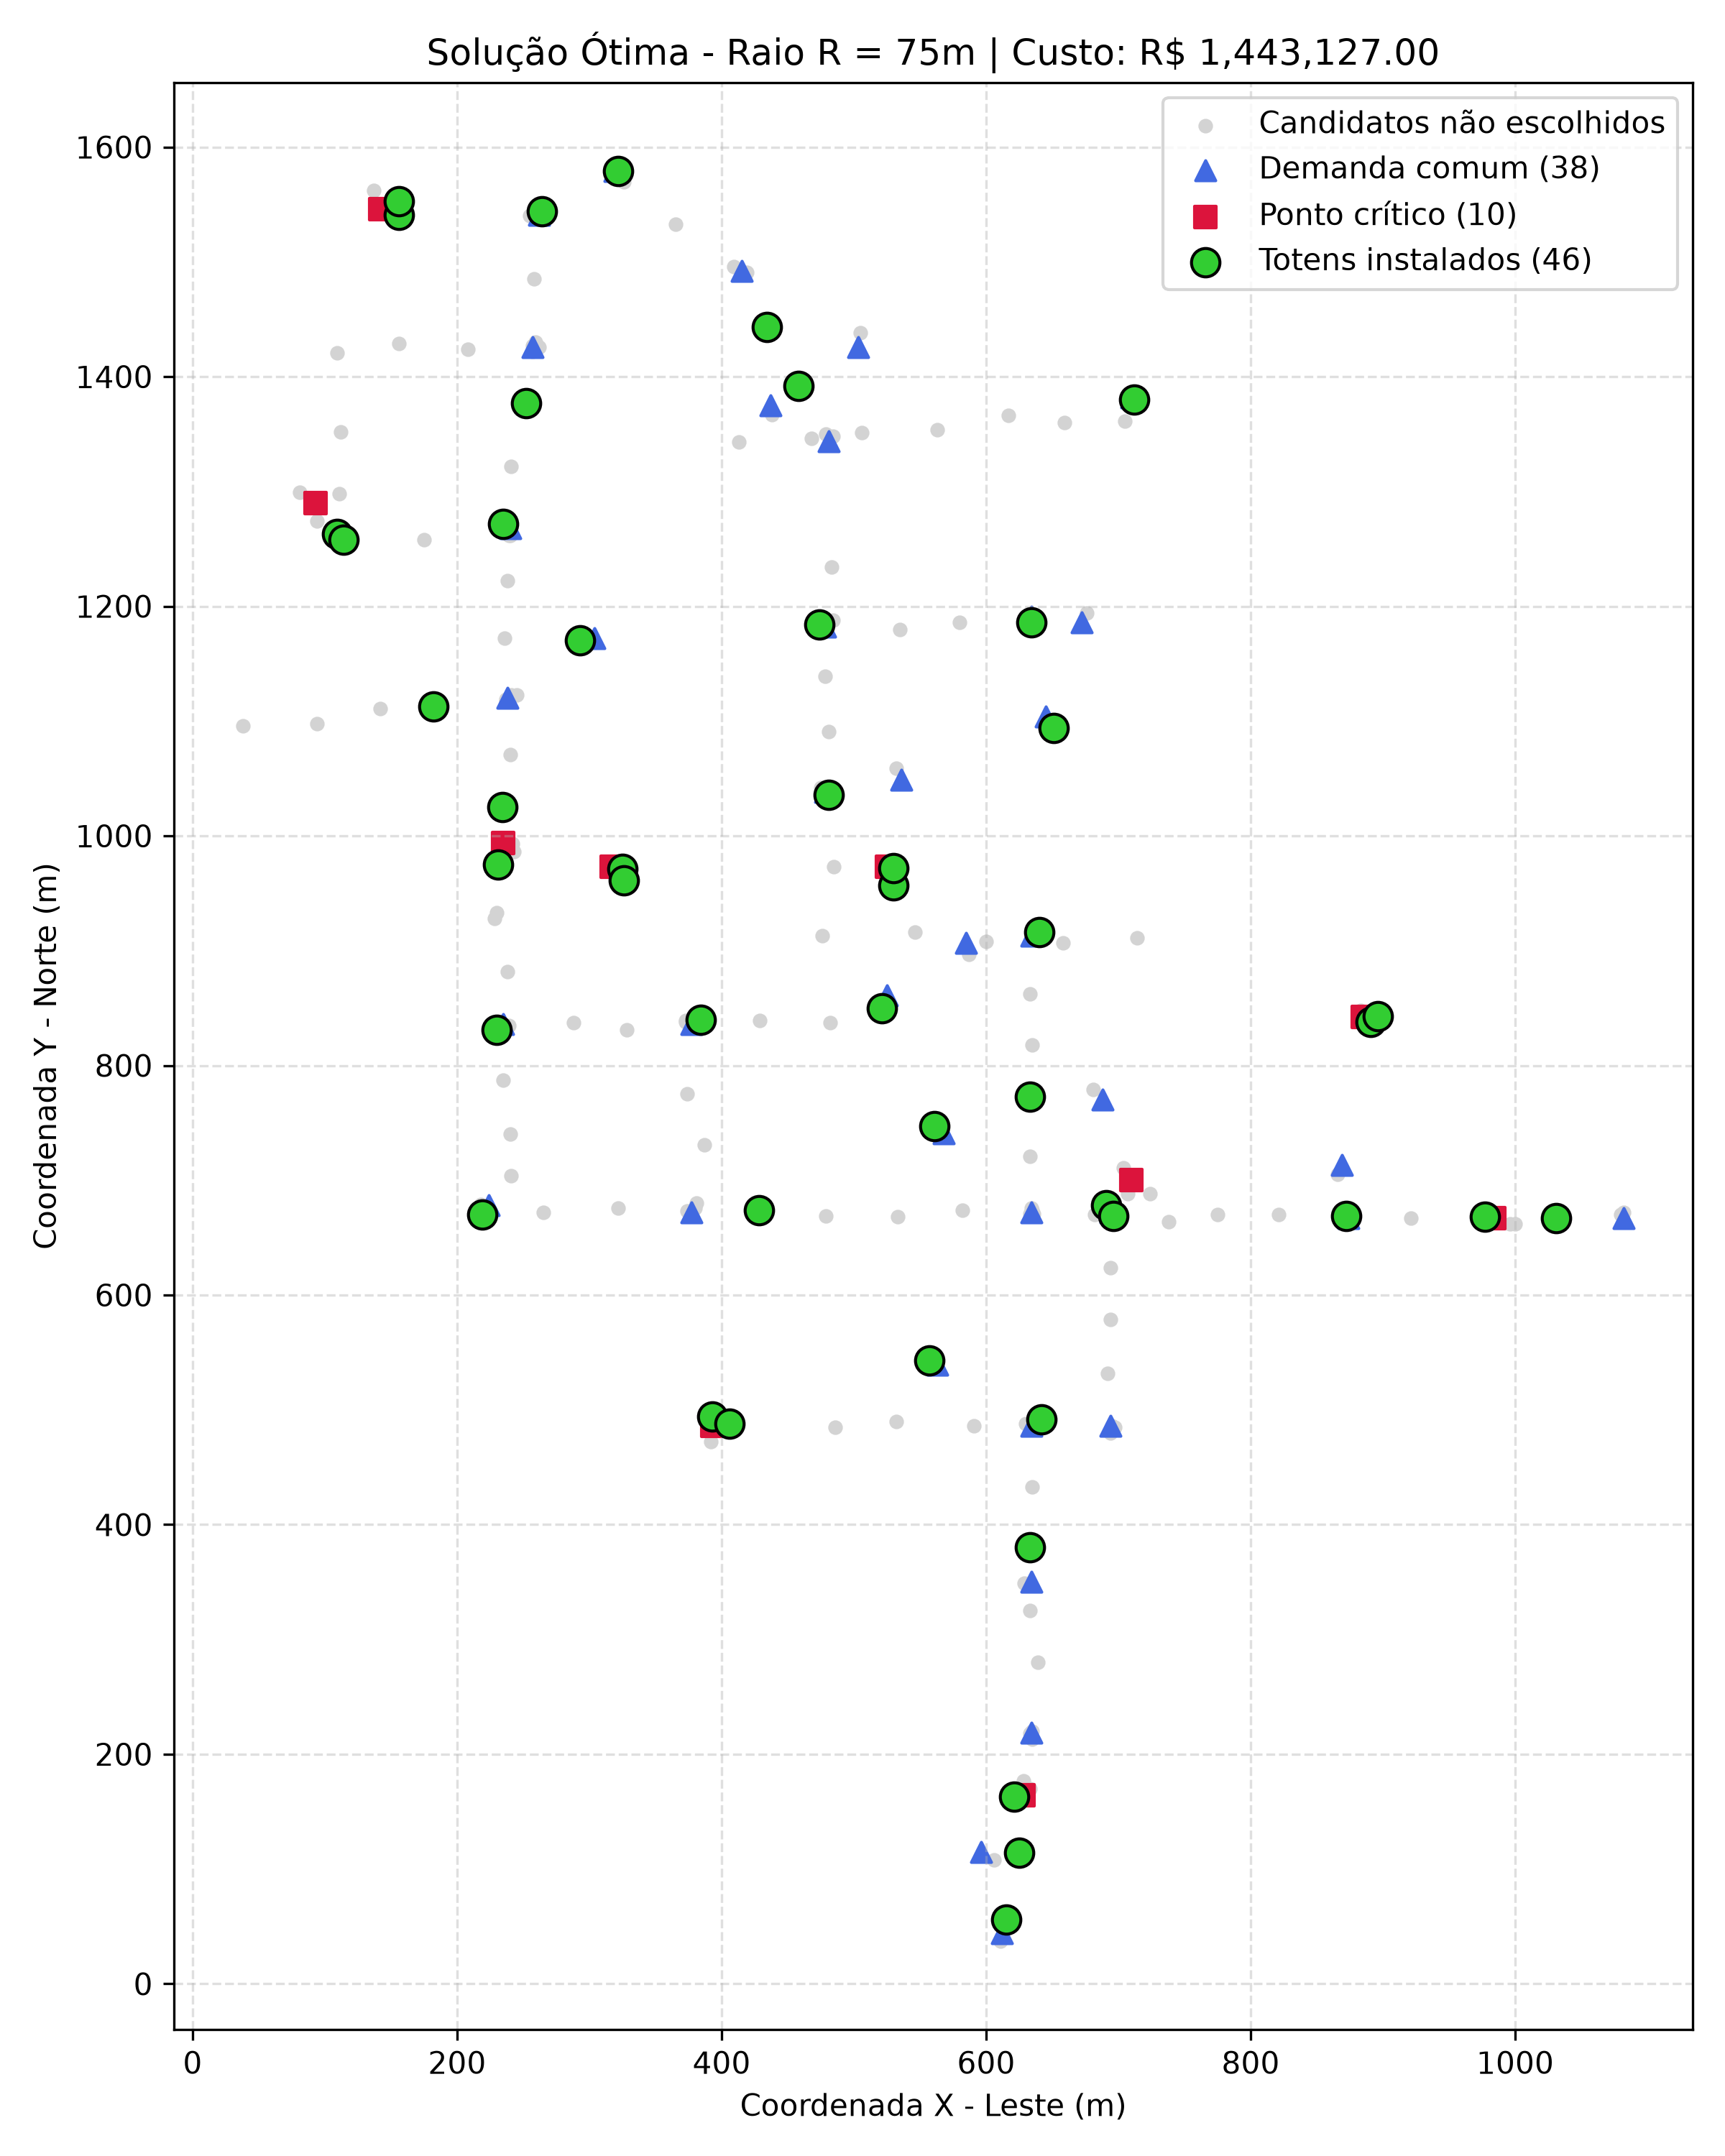 Solução Ótima - Raio R = 75m | Custo: R$ 1,443,127.00
Candidatos não escolhidos
Demanda comum (38)
Ponto crítico (10)
Totens instalados (46)
Coordenada Y - Norte (m)
1600
1400
1200
1000
800
600
400
200
0
0 200 400 600 800 1000
Coordenada X - Leste (m)